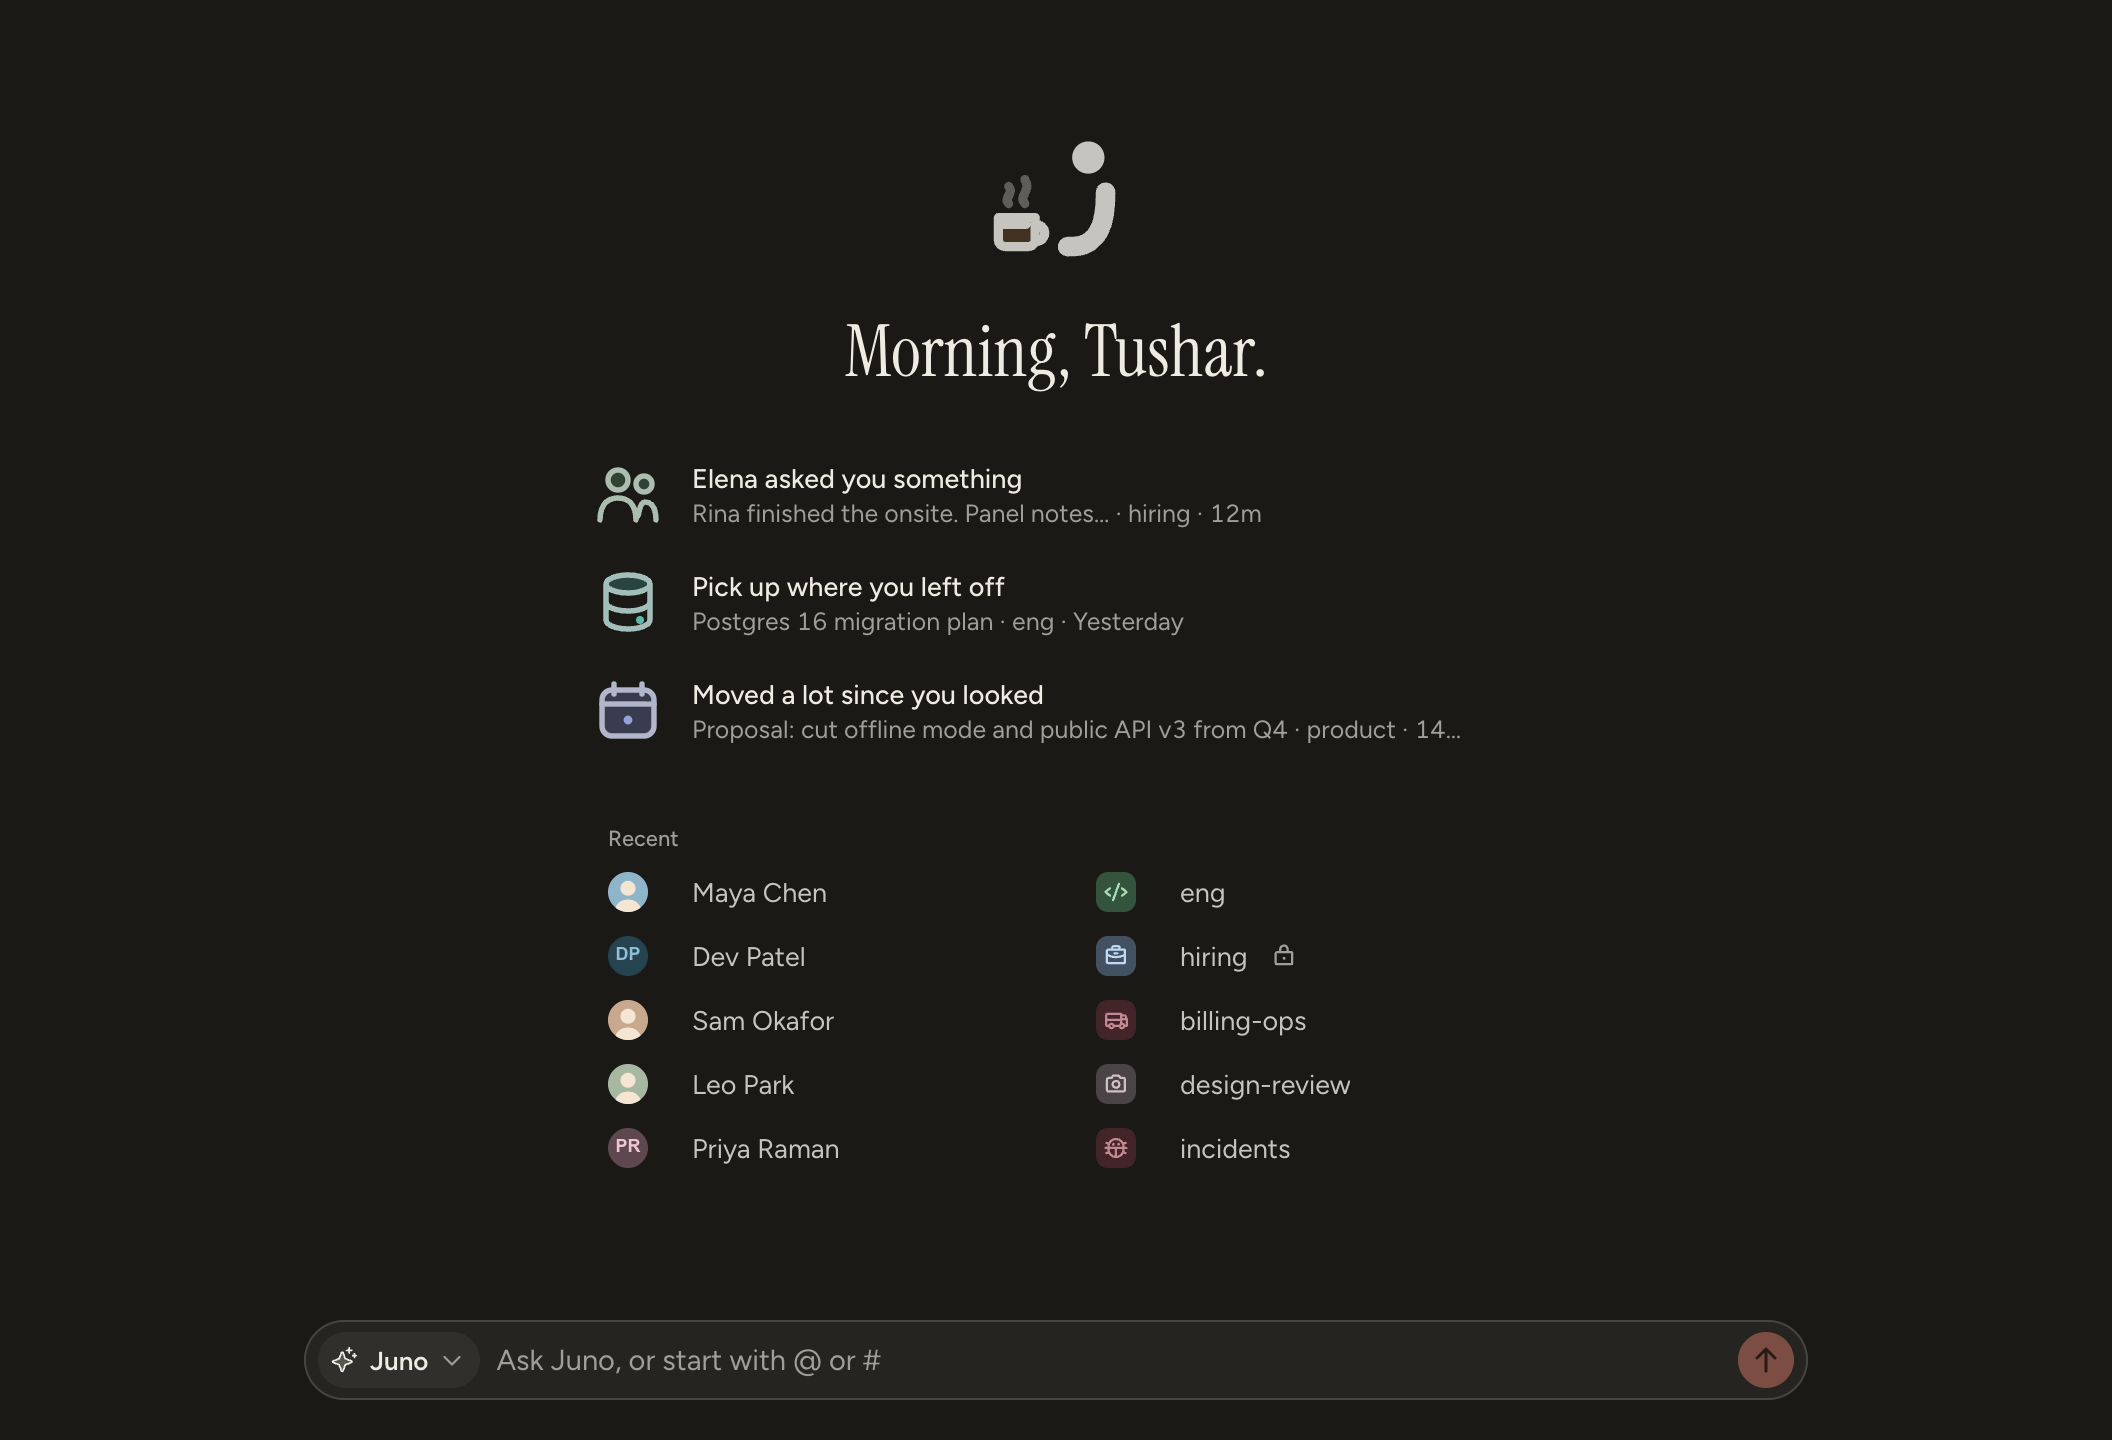 Morning, Tushar.
Elena asked you something
Rina finished the onsite. Panel notes... · hiring · 12m
Pick up where you left off
Postgres 16 migration plan · eng · Yesterday
Moved a lot since you looked
Proposal: cut offline mode and public API v3 from Q4 · product · 14...
Recent
Maya Chen
eng
DP Dev Patel
hiring
Sam Okafor
billing-ops
Leo Park
design-review
PR Priya Raman
incidents
Juno Ask Juno, or start with @ or #